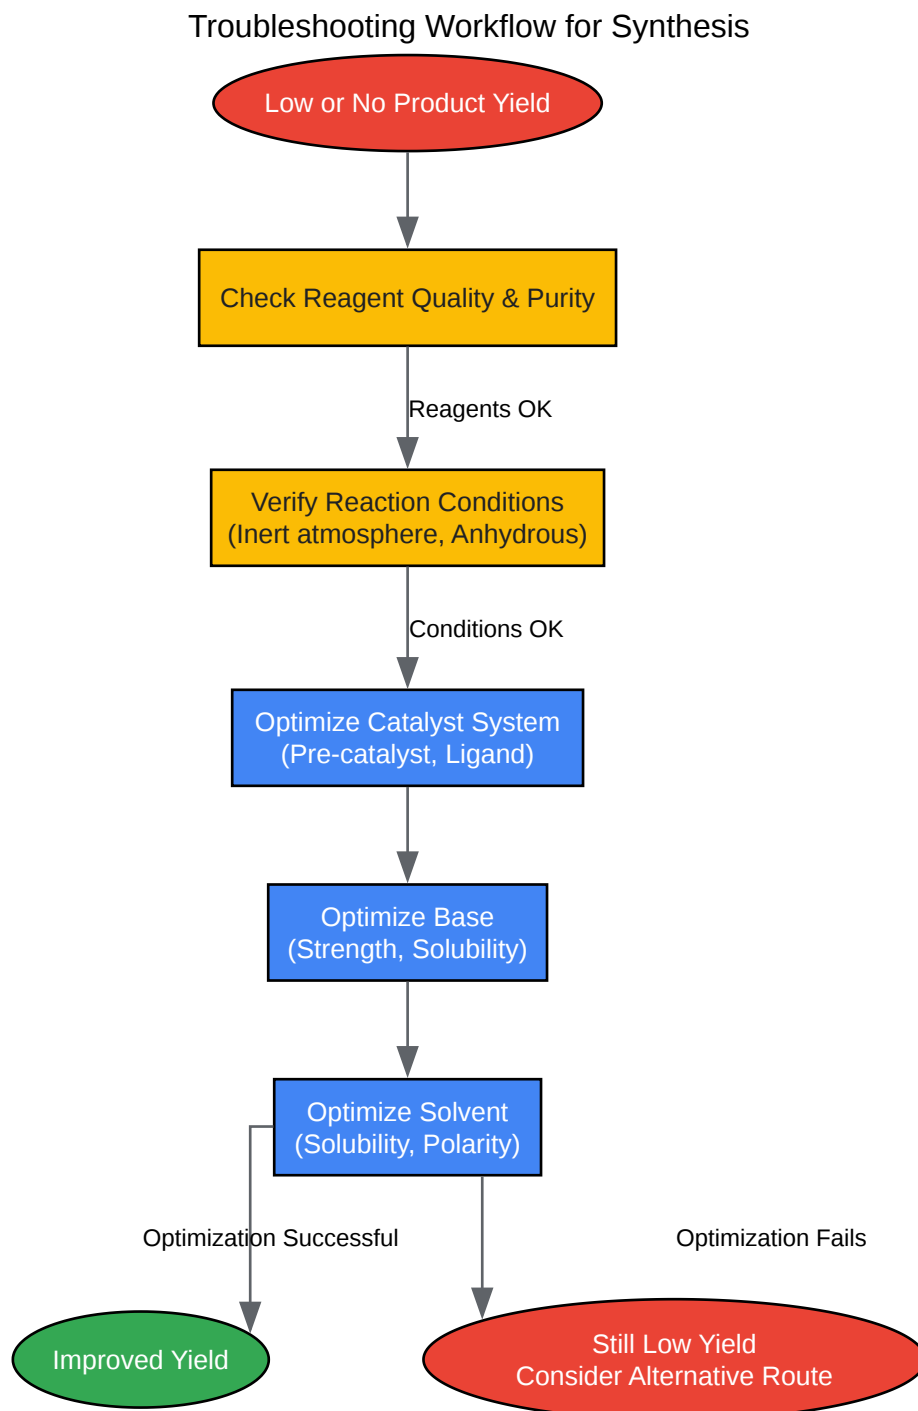 Troubleshooting Workflow for Synthesis
Low or No Product Yield
Check Reagent Quality & Purity
Reagents OK
Verify Reaction Conditions
(Inert atmosphere, Anhydrous)
Conditions OK
Optimize Catalyst System
(Pre-catalyst, Ligand)
Optimize Base
(Strength, Solubility)
Optimize Solvent
(Solubility, Polarity)
Optimization Successful
Optimization Fails
Improved Yield
Still Low Yield
Consider Alternative Route